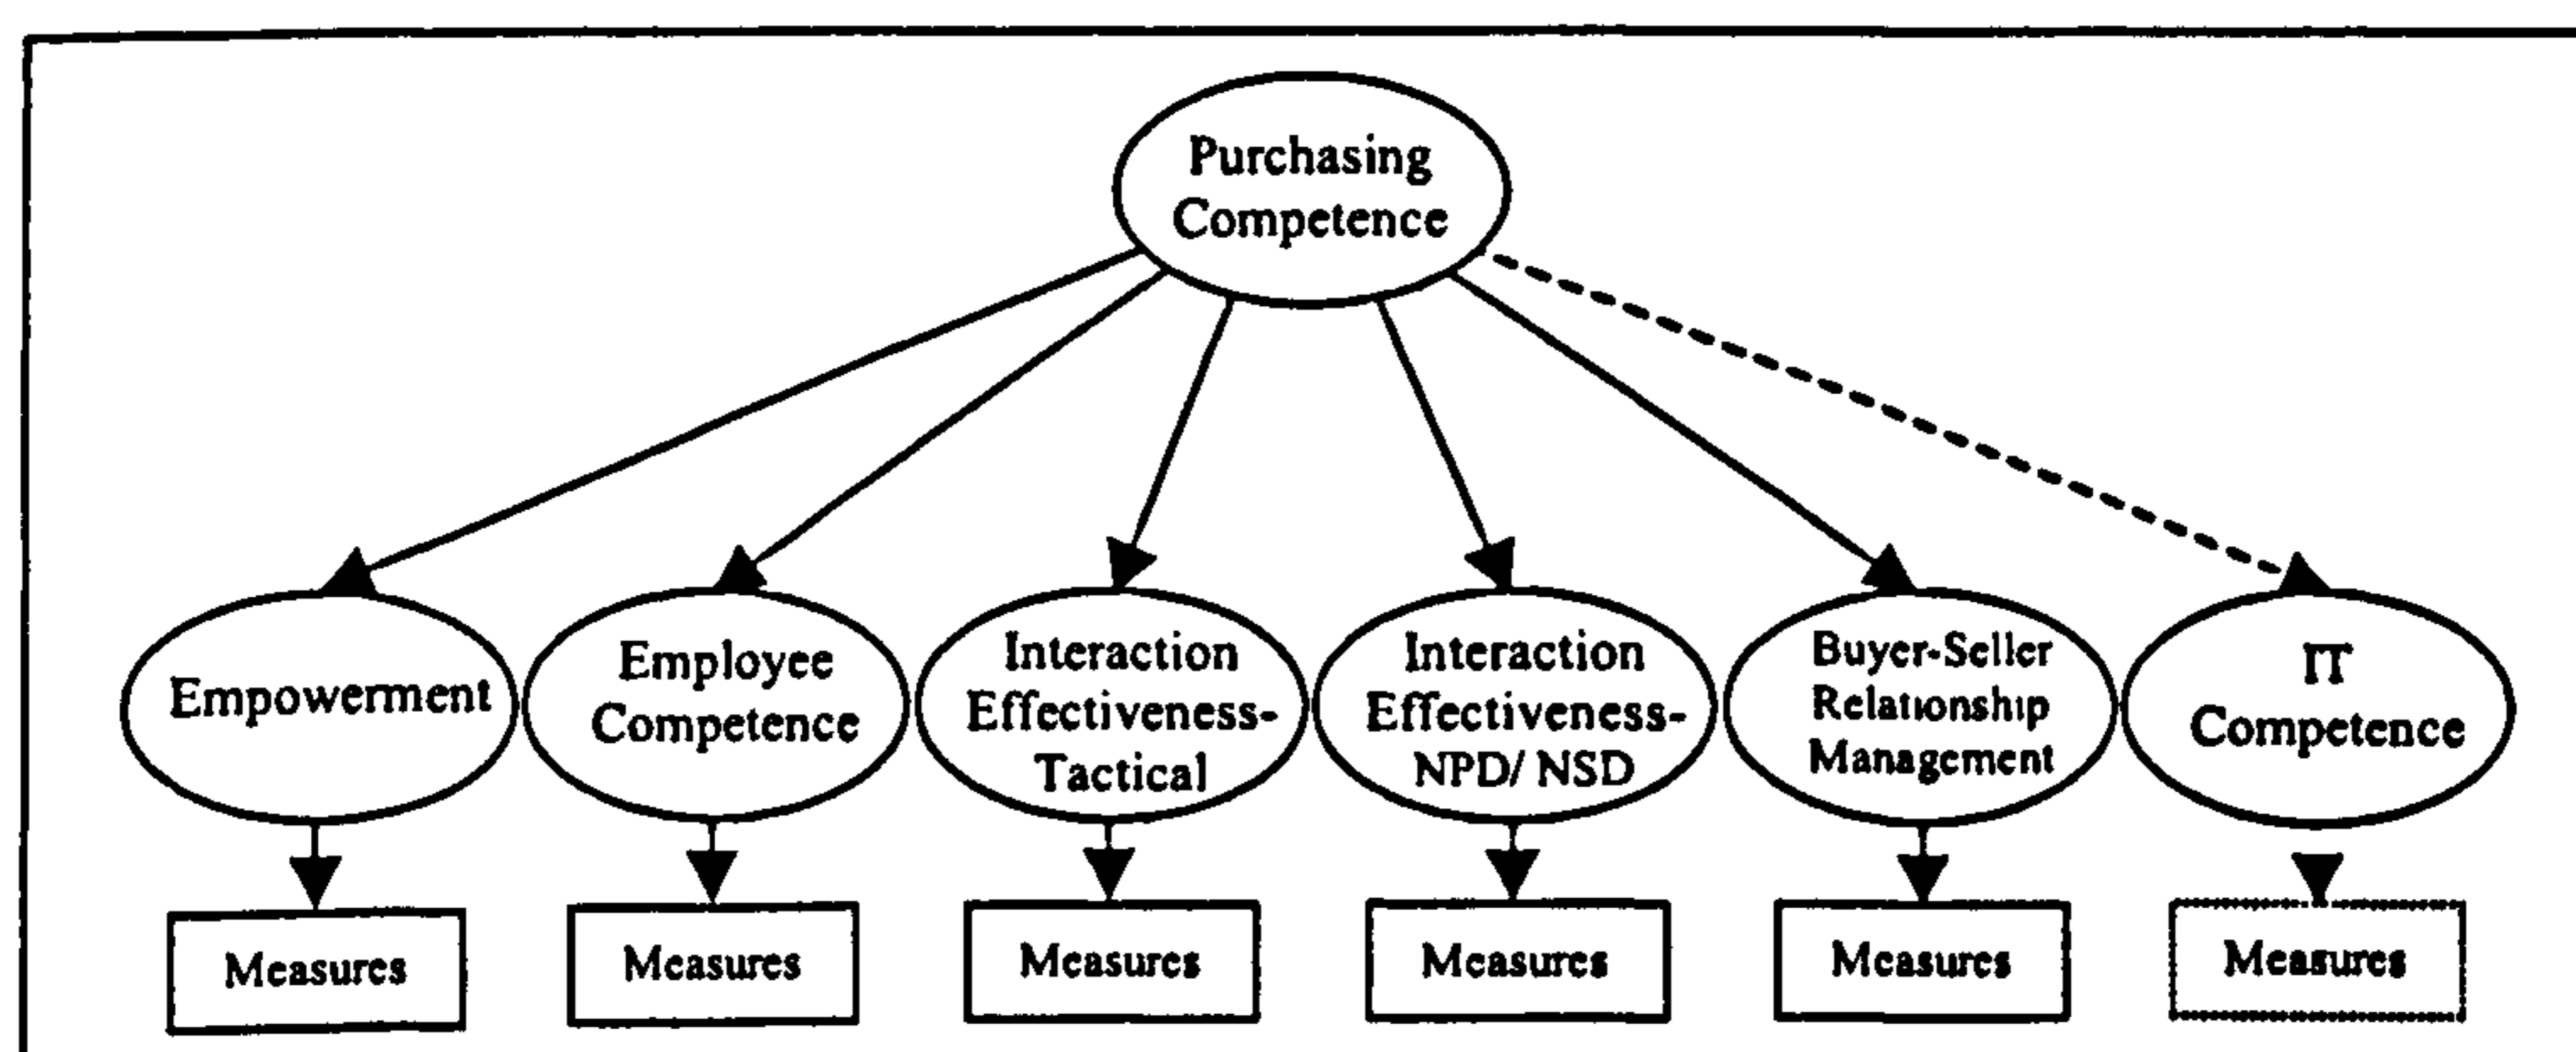 Purchasing
Competence
Empowerment
Employee
Competence
Interaction
Effectiveness-
Tactical
Interaction
Effectiveness-
NPD/ NSD
Buyer-Seller
Relationship
Management
IT
Competence
Measures
Measures
Measures
Measures
Measures
Measures